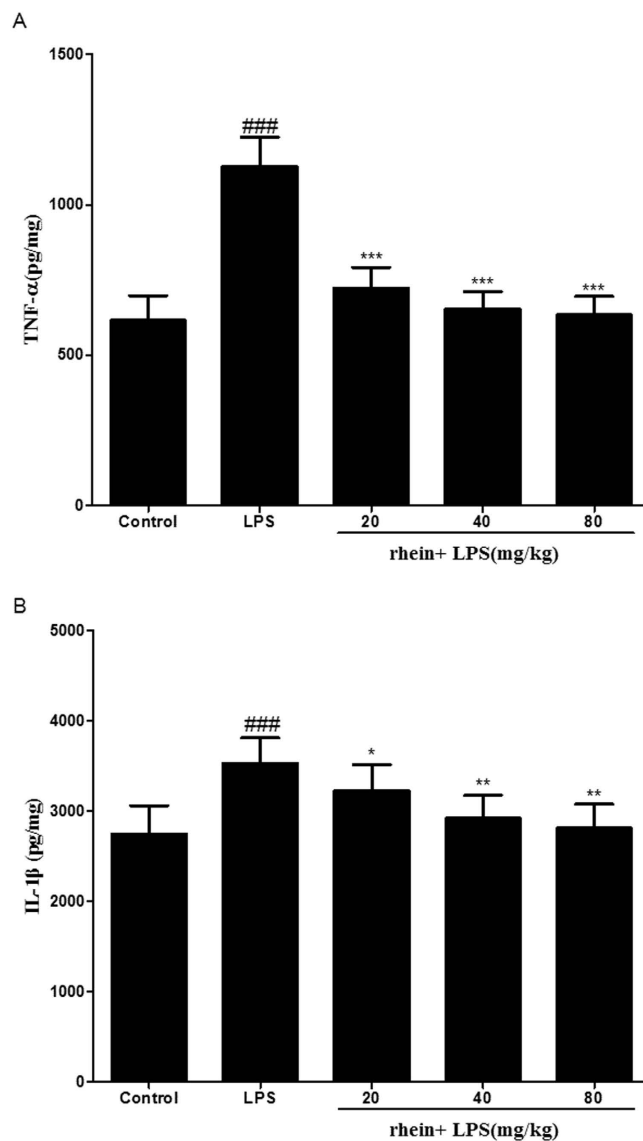 A
TNF-α(pg/mg)
1500
1000
500
0
###
***
***
***
Control LPS 20 40 80
rhein+ LPS(mg/kg)
B
IL-1β (pg/mg)
5000
4000
3000
2000
1000
0
###
*
**
**
Control LPS 20 40 80
rhein+ LPS(mg/kg)